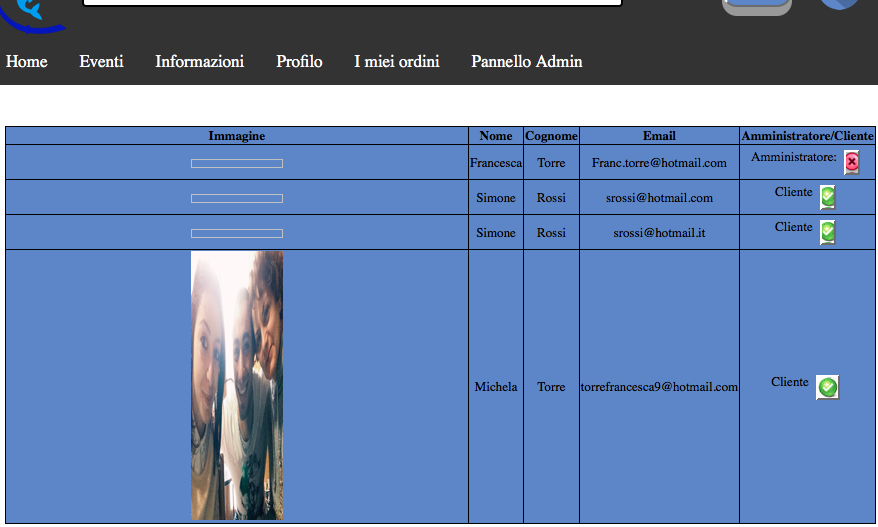 Home Eventi Informazioni Profilo I miei ordini Pannello Admin
Immagine Nome Cognome Email Amministratore/Cliente
Francesca Torre Franc.torre@hotmail.com Amministratore:
Simone Rossi srossi@hotmail.com Cliente
Simone Rossi srossi@hotmail.it Cliente
Michela Torre torrefrancesca9@hotmail.com Cliente